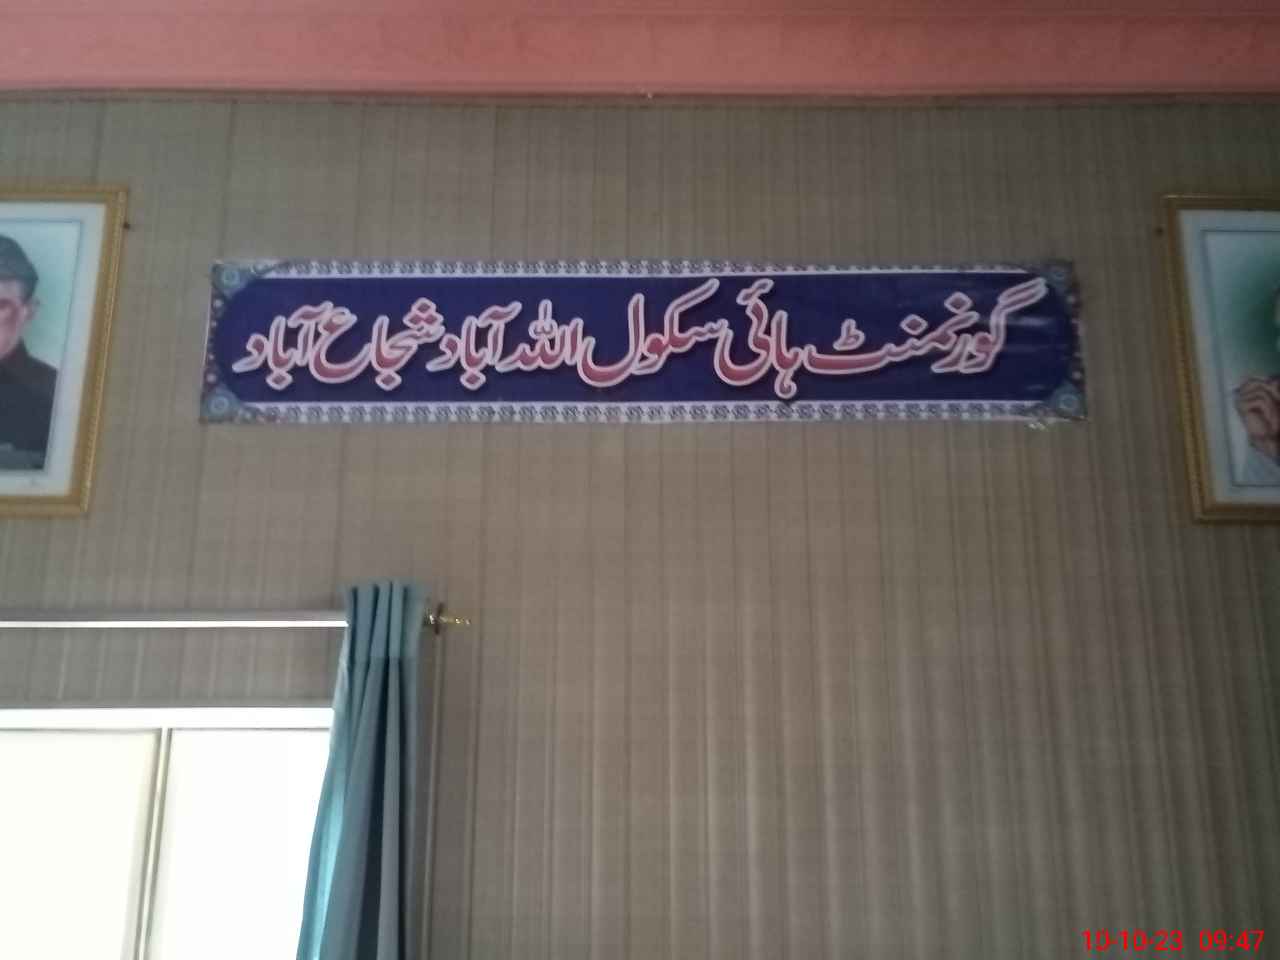 گورنمنٹ ہائی سکول اللہ آباد شجاع آباد
10-10-23 09:47